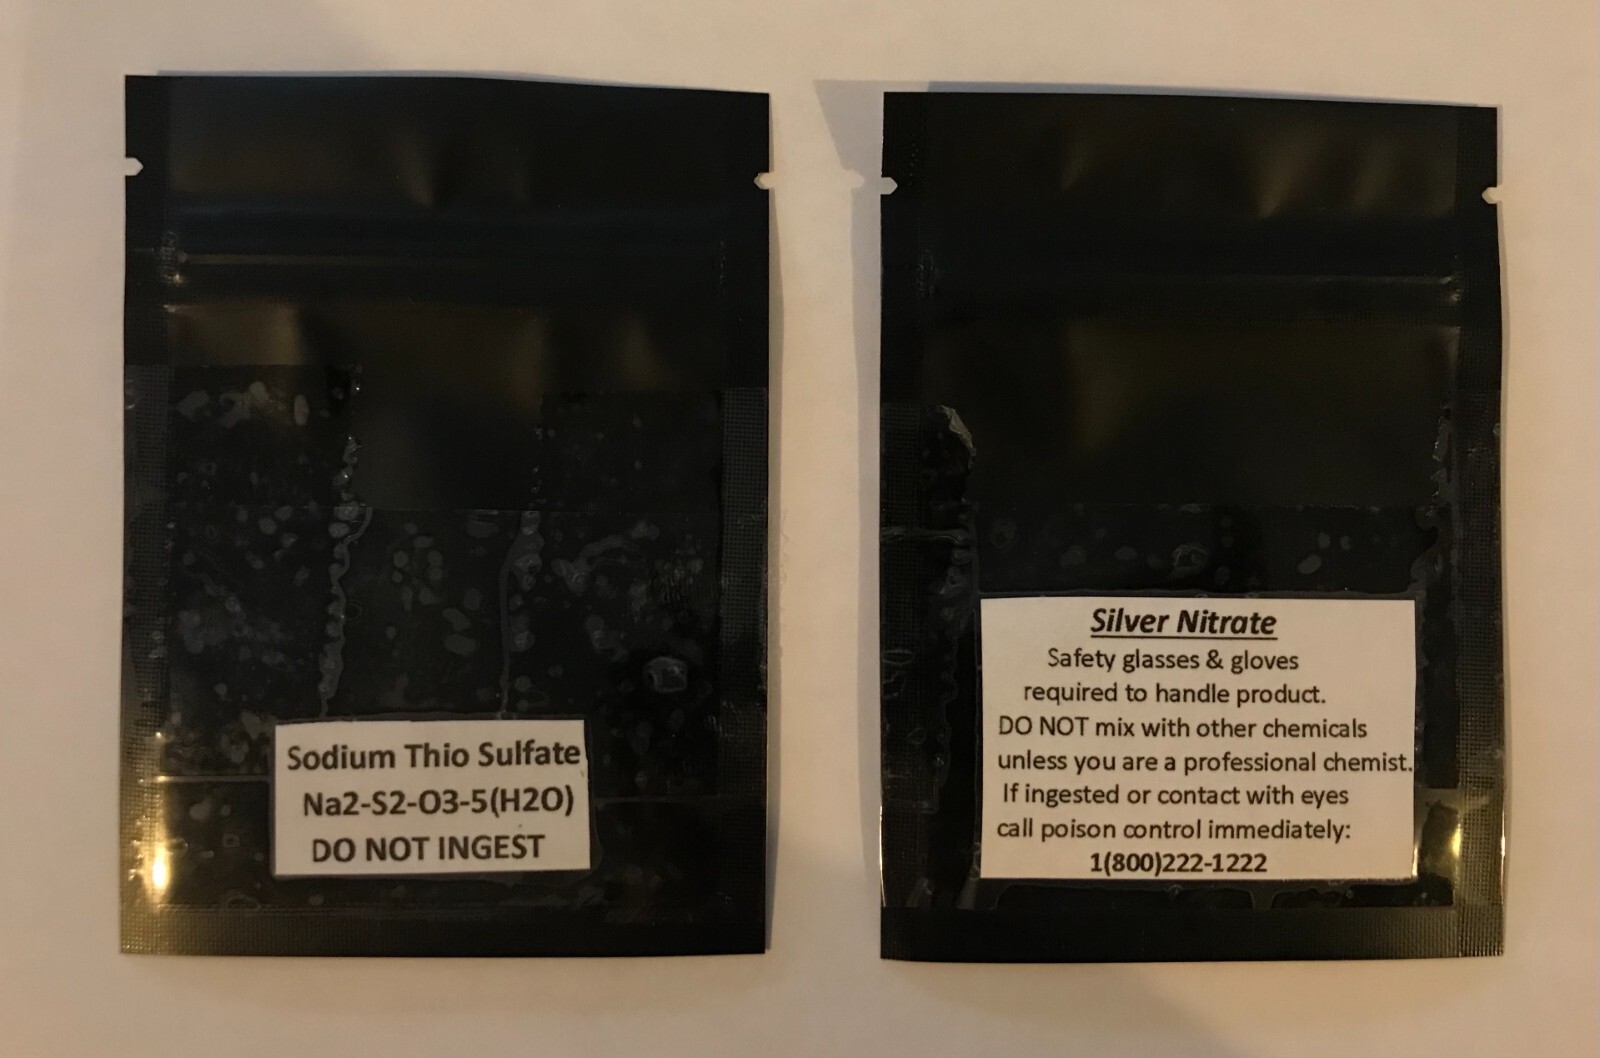 Sodium Thio Sulfate
Na2-S2-O3-5(H2O)
DO NOT INGEST
Silver Nitrate
Safety glasses & gloves
required to handle product.
DO NOT mix with other chemicals
unless you are a professional chemist.
If ingested or contact with eyes
call poison control immediately:
1(800)222-1222